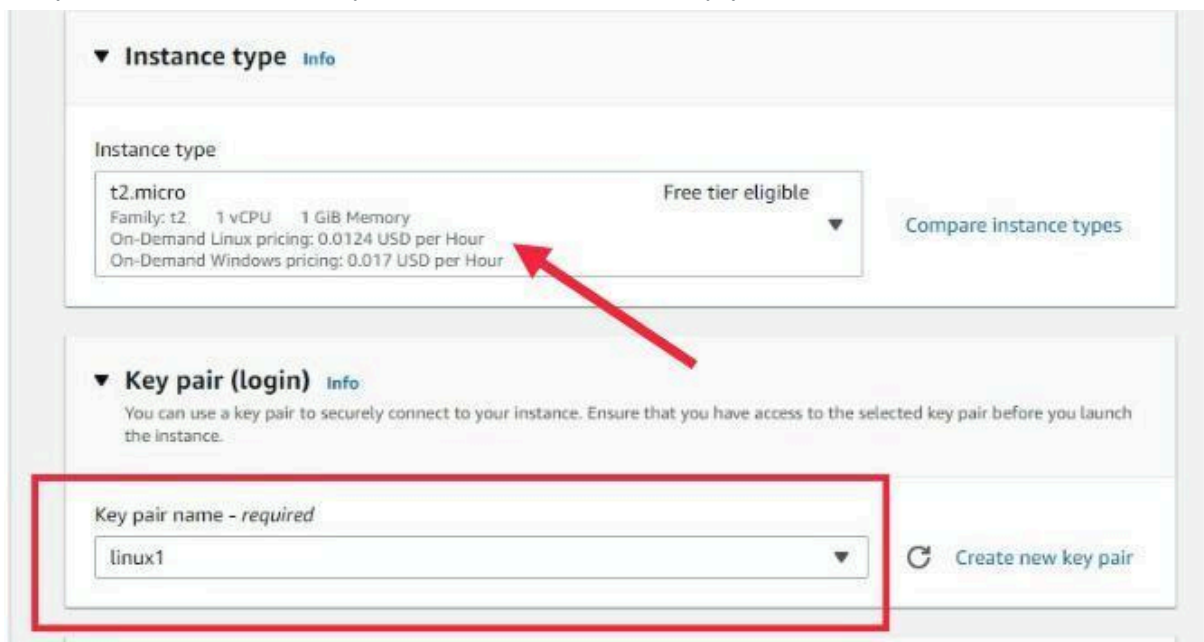 Instance type Info
Instance type
t2.micro Free tier eligible
Family: t2 1 vCPU 1 GiB Memory
On-Demand Linux pricing: 0.0124 USD per Hour
On-Demand Windows pricing: 0.017 USD per Hour
Compare instance types
Key pair (login) Info
You can use a key pair to securely connect to your instance. Ensure that you have access to the selected key pair before you launch
the instance.
Key pair name - required
linux1
Create new key pair